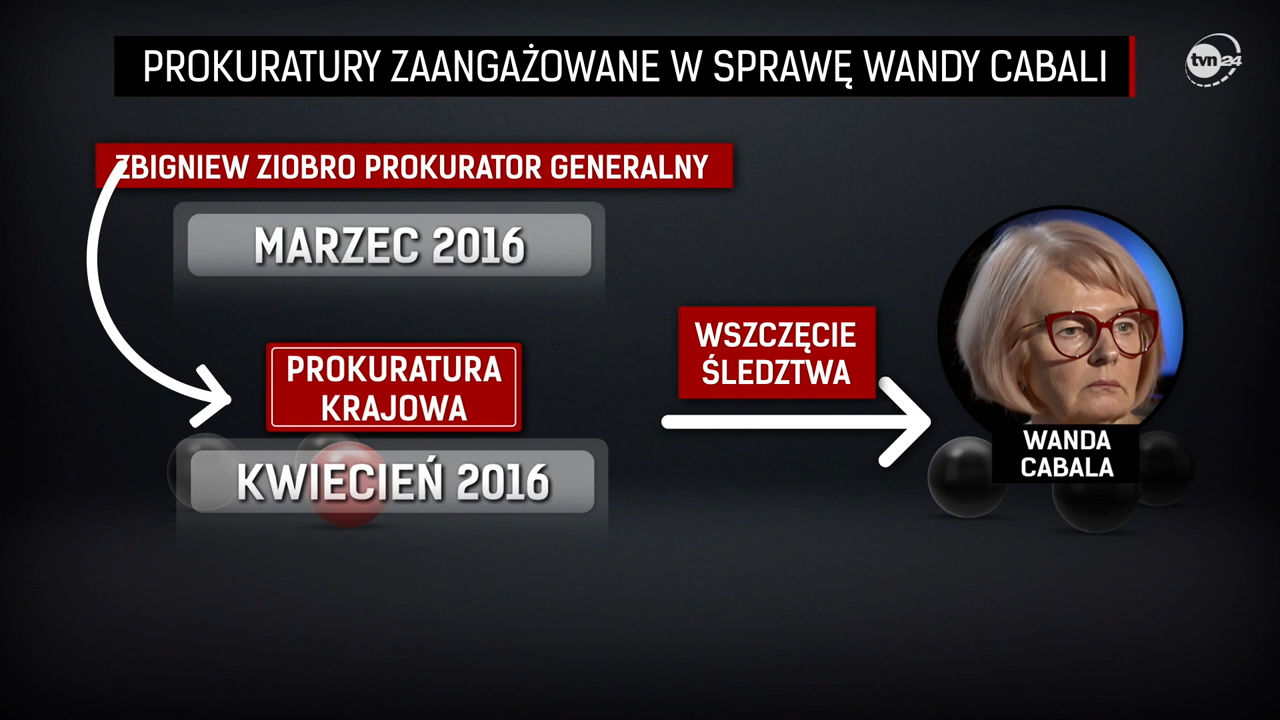 PROKURATURY ZAANGAŻOWANE W SPRAWĘ WANDY CABALI
tvn24
ZBIGNIEW ZIOBRO PROKURATOR GENERALNY
MARZEC 2016
PROKURATURA
KRAJOWA
KWIECIEŃ 2016
WSZCZĘCIE
ŚLEDZTWA
WANDA
CABALA